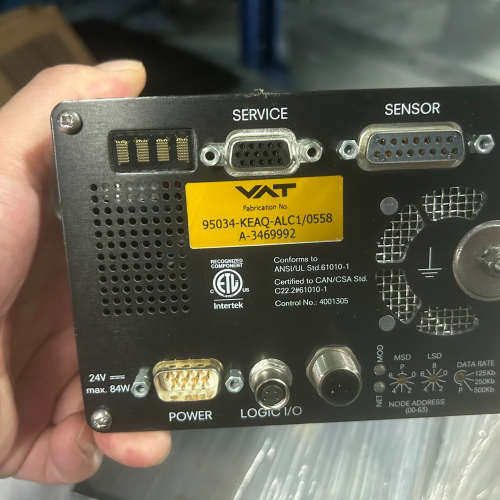 SERVICE
SENSOR
VAT
Fabrication No.
95034-KEAQ-ALC1/0558
A-3469992
RECOGNIZED
COMPONENT
ETL
C US
Intertek
Conforms to
ANSI/UL Std.61010-1
Certified to CAN/CSA Std.
C22.2#61010-1
Control No.: 4001305
24V
max. 84W
POWER
LOGIC I/O
MOD
NET
MSD
LSD
P
NODE ADDRESS
(00-63)
DATA RATE
125Kb
250Kb
500Kb
P